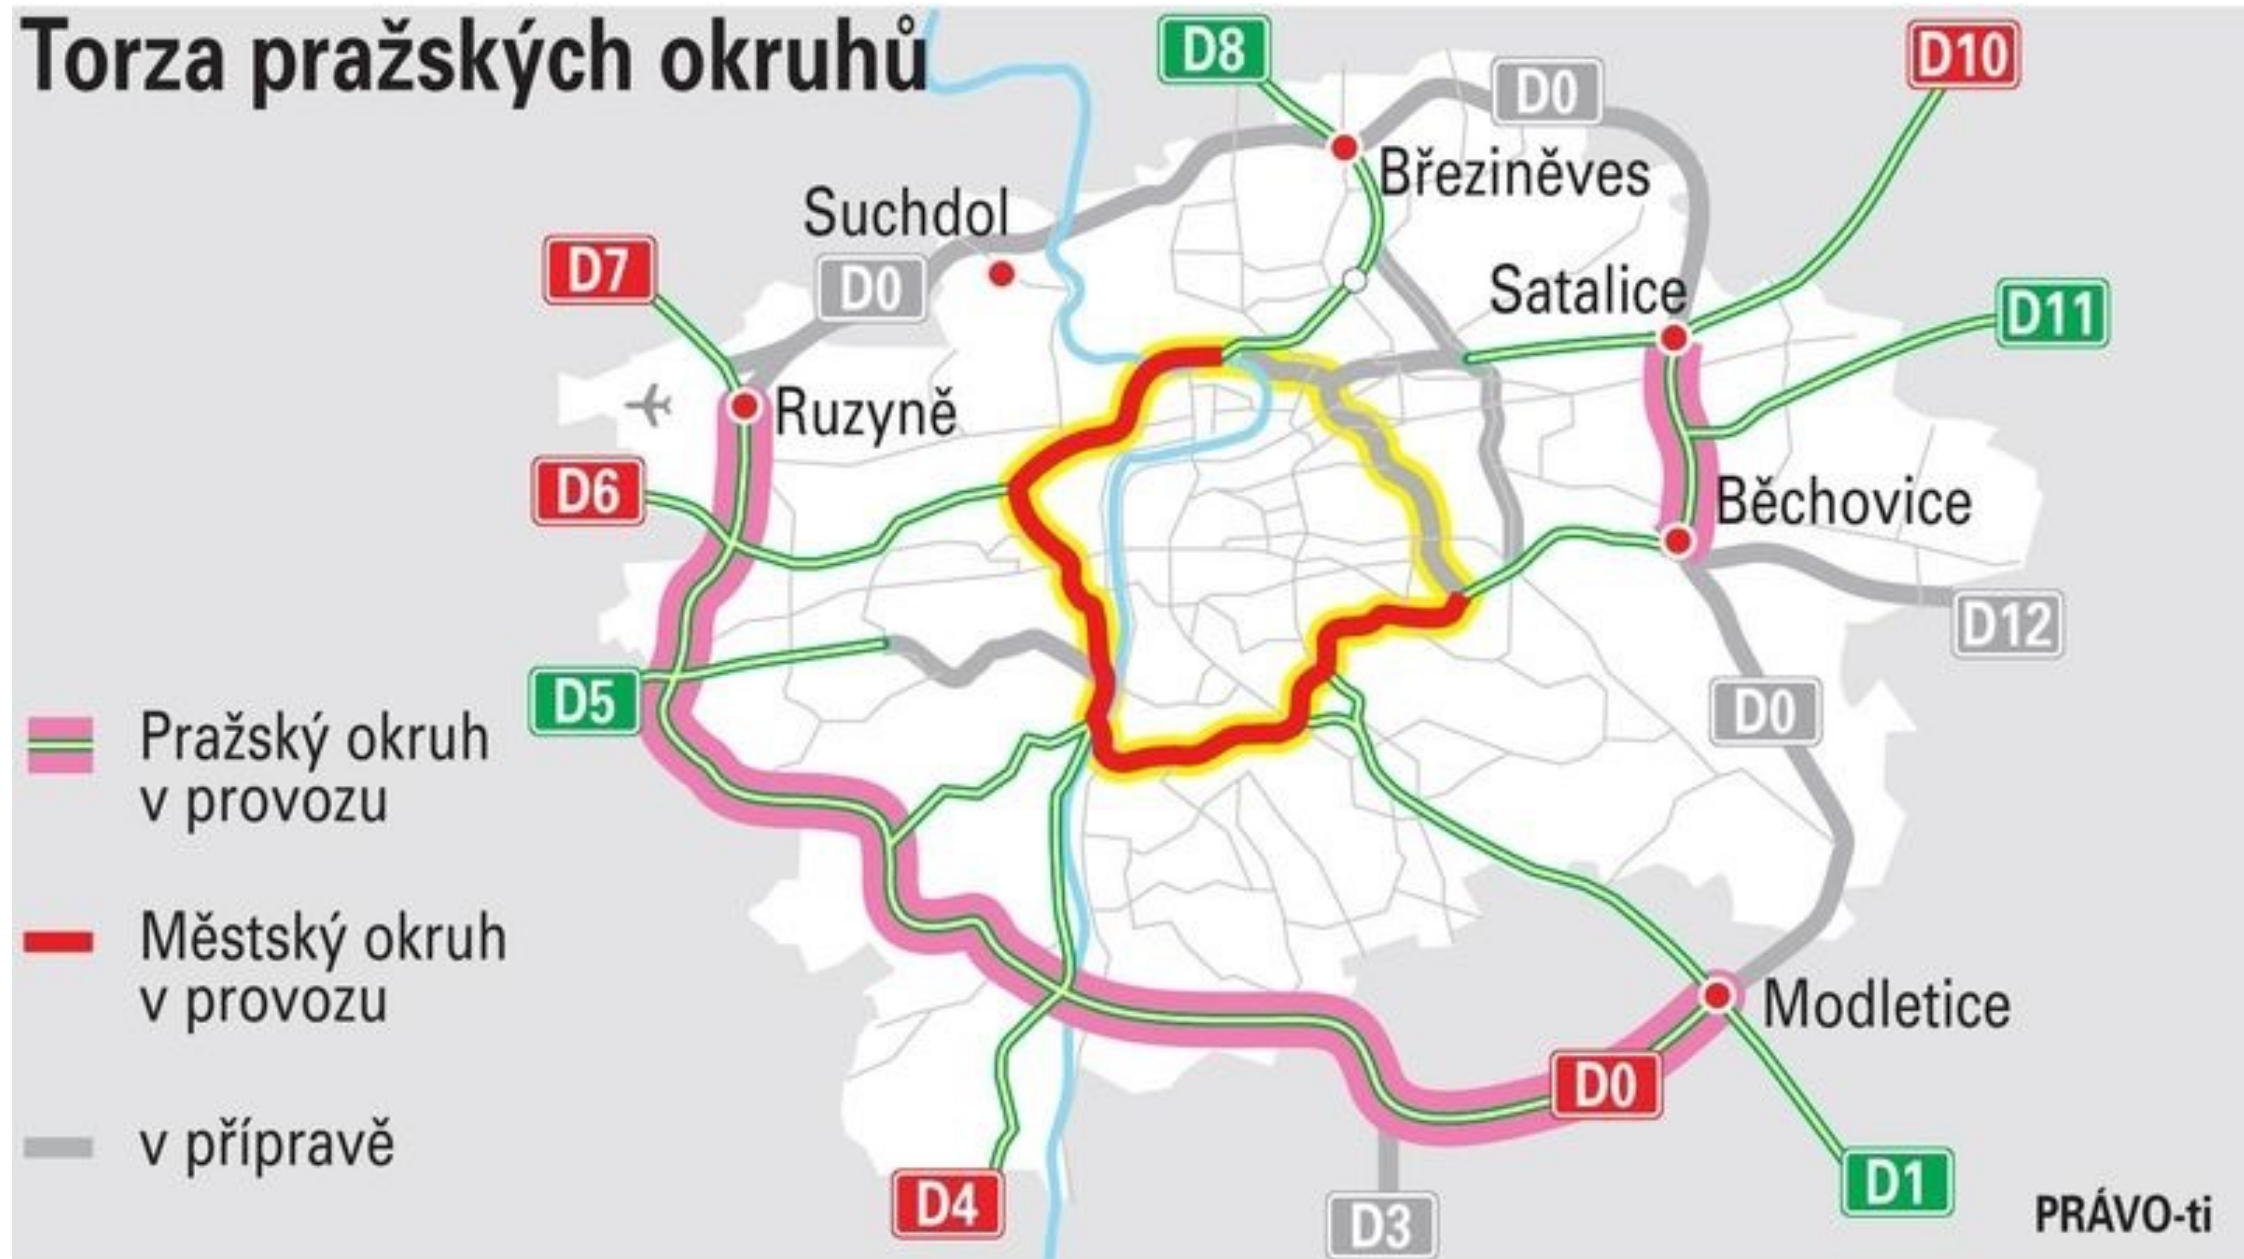 Torza pražských okruhů
D8
D0
D10
Březiněves
Suchdol
D7
D0
Satalice
D11
Ruzyně
D6
Běchovice
D12
D5
D0
Pražský okruh
v provozu
Městský okruh
v provozu
Modletice
D0
v přípravě
D4
D3
D1
PRÁVO-ti